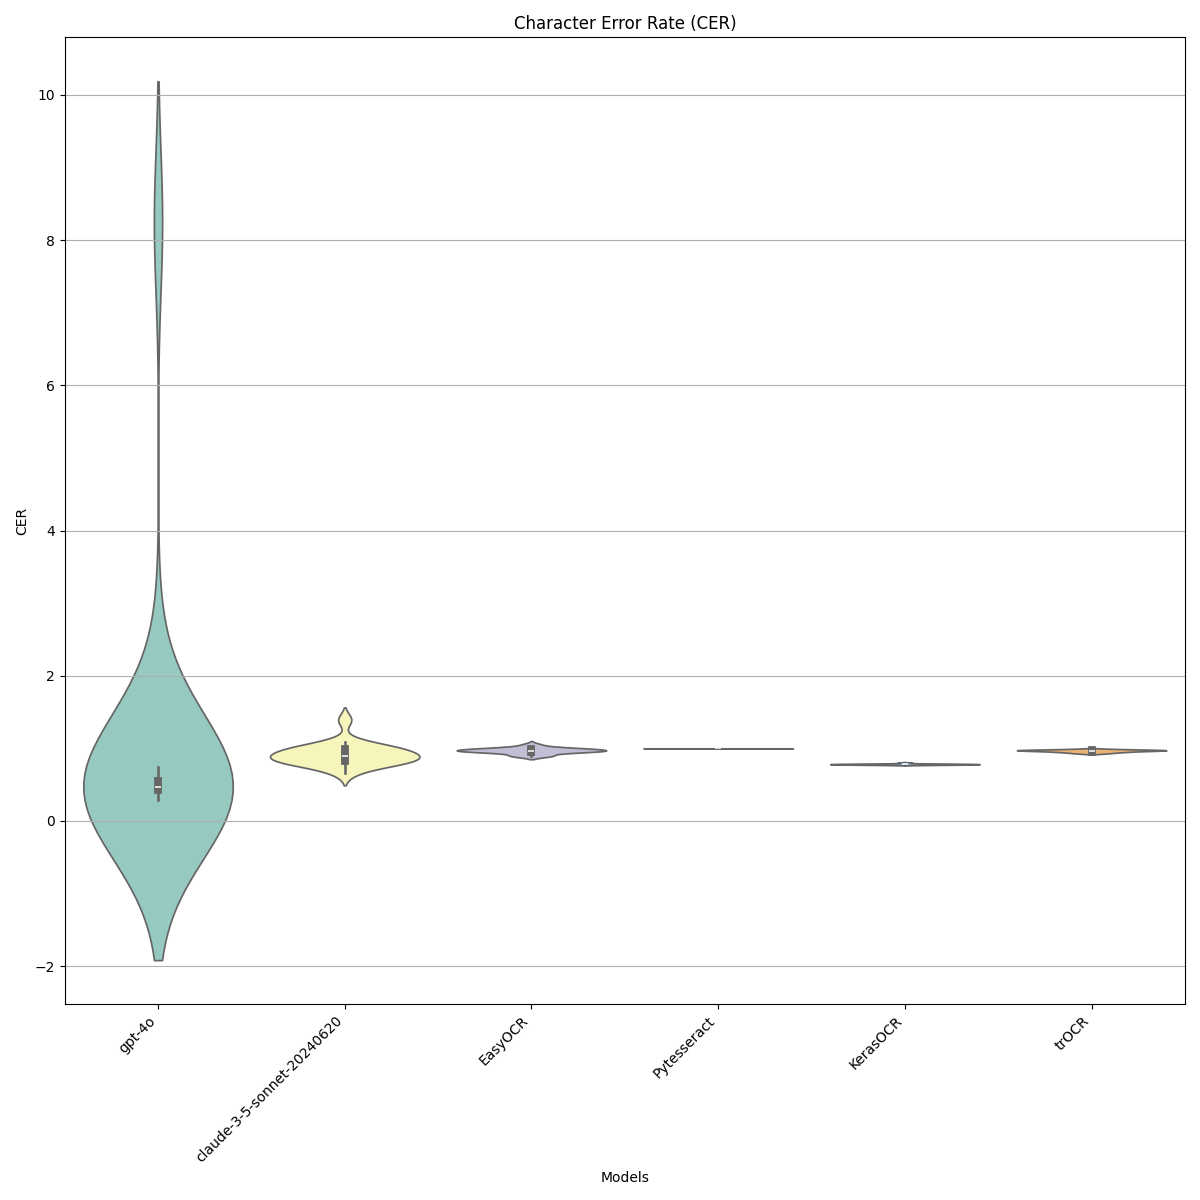 Character Error Rate (CER)
10
8
6
4
2
0
−2
CER
gpt-4o
claude-3-5-sonnet-20240620
EasyOCR
Pytesseract
KerasOCR
trOCR
Models